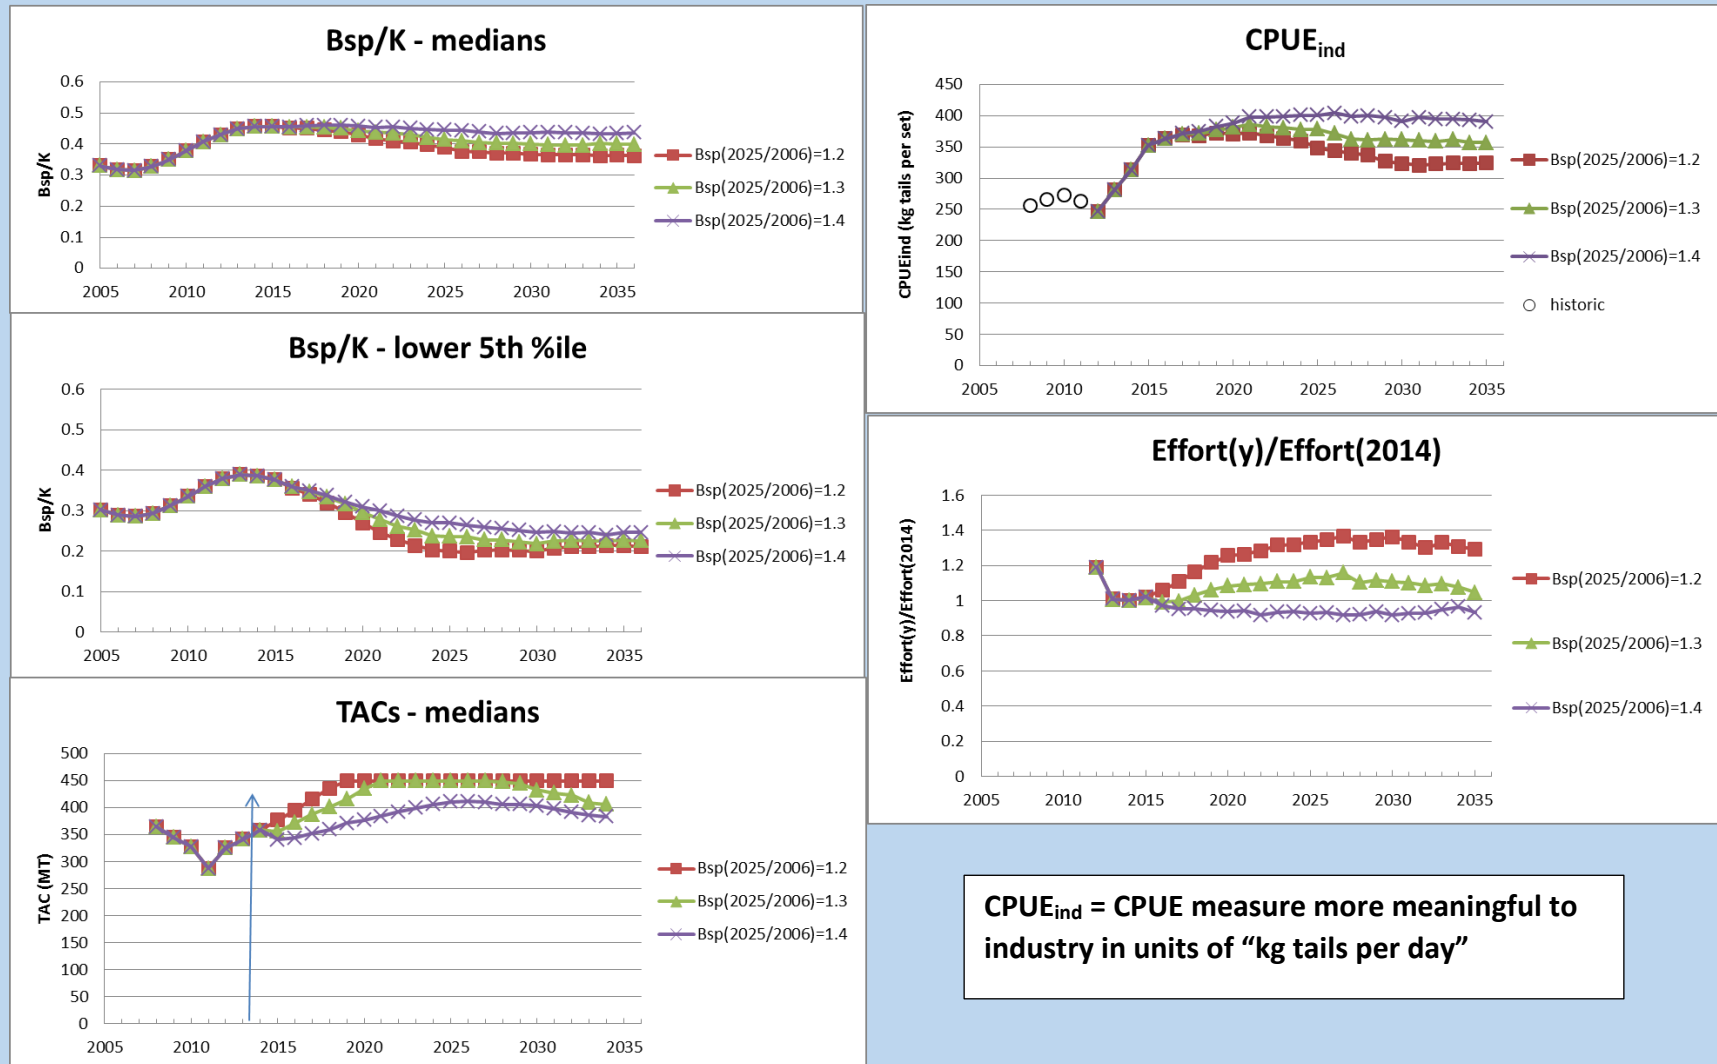 Bsp/K - medians
Bsp/K
0.6
0.5
0.4
0.3
0.2
0.1
0
2005 2010 2015 2020 2025 2030 2035
Bsp(2025/2006)=1.2
Bsp(2025/2006)=1.3
Bsp(2025/2006)=1.4
Bsp/K - lower 5th %ile
Bsp/K
0.6
0.5
0.4
0.3
0.2
0.1
0
2005 2010 2015 2020 2025 2030 2035
Bsp(2025/2006)=1.2
Bsp(2025/2006)=1.3
Bsp(2025/2006)=1.4
TACs - medians
TAC (MT)
500
450
400
350
300
250
200
150
100
50
0
2005 2010 2015 2020 2025 2030 2035
Bsp(2025/2006)=1.2
Bsp(2025/2006)=1.3
Bsp(2025/2006)=1.4
CPUEind
CPUEind (kg tails per set)
450
400
350
300
250
200
150
100
50
0
2005 2010 2015 2020 2025 2030 2035
Bsp(2025/2006)=1.2
Bsp(2025/2006)=1.3
Bsp(2025/2006)=1.4
historic
Effort(y)/Effort(2014)
Effort(y)/Effort(2014)
1.6
1.4
1.2
1
0.8
0.6
0.4
0.2
0
2005 2010 2015 2020 2025 2030 2035
Bsp(2025/2006)=1.2
Bsp(2025/2006)=1.3
Bsp(2025/2006)=1.4
CPUEind = CPUE measure more meaningful to
industry in units of “kg tails per day”